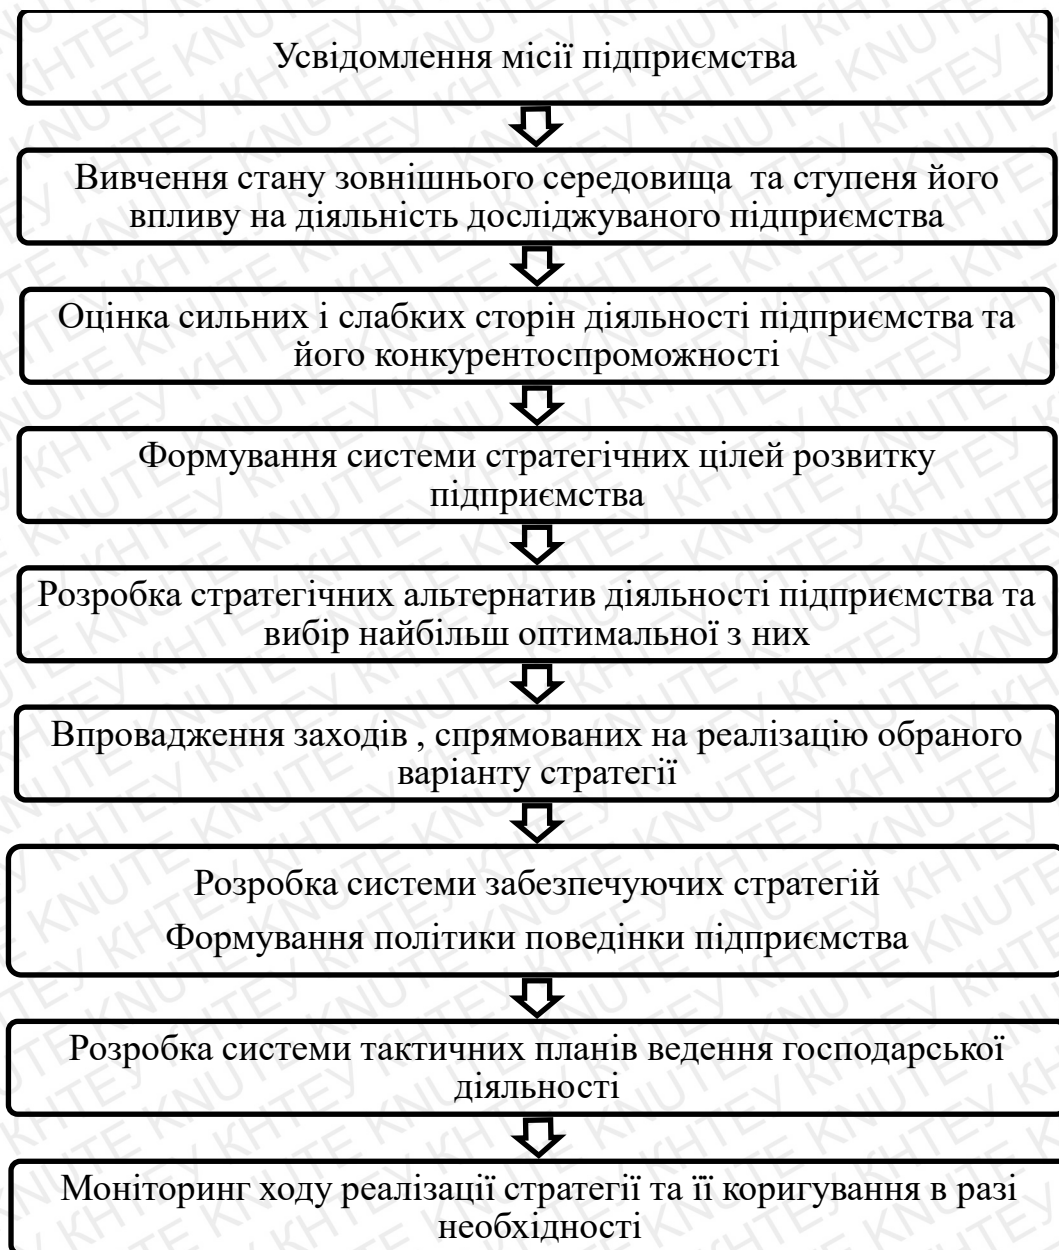 Усвідомлення місії підприємства
Вивчення стану зовнішнього середовища та ступеня його
впливу на діяльність досліджуваного підприємства
Оцінка сильних і слабких сторін діяльності підприємства та
його конкурентоспроможності
Формування системи стратегічних цілей розвитку
підприємства
Розробка стратегічних альтернатив діяльності підприємства та
вибір найбільш оптимальної з них
Впровадження заходів , спрямованих на реалізацію обраного
варіанту стратегії
Розробка системи забезпечуючих стратегій
Формування політики поведінки підприємства
Розробка системи тактичних планів ведення господарської
діяльності
Моніторинг ходу реалізації стратегії та її коригування в разі
необхідності